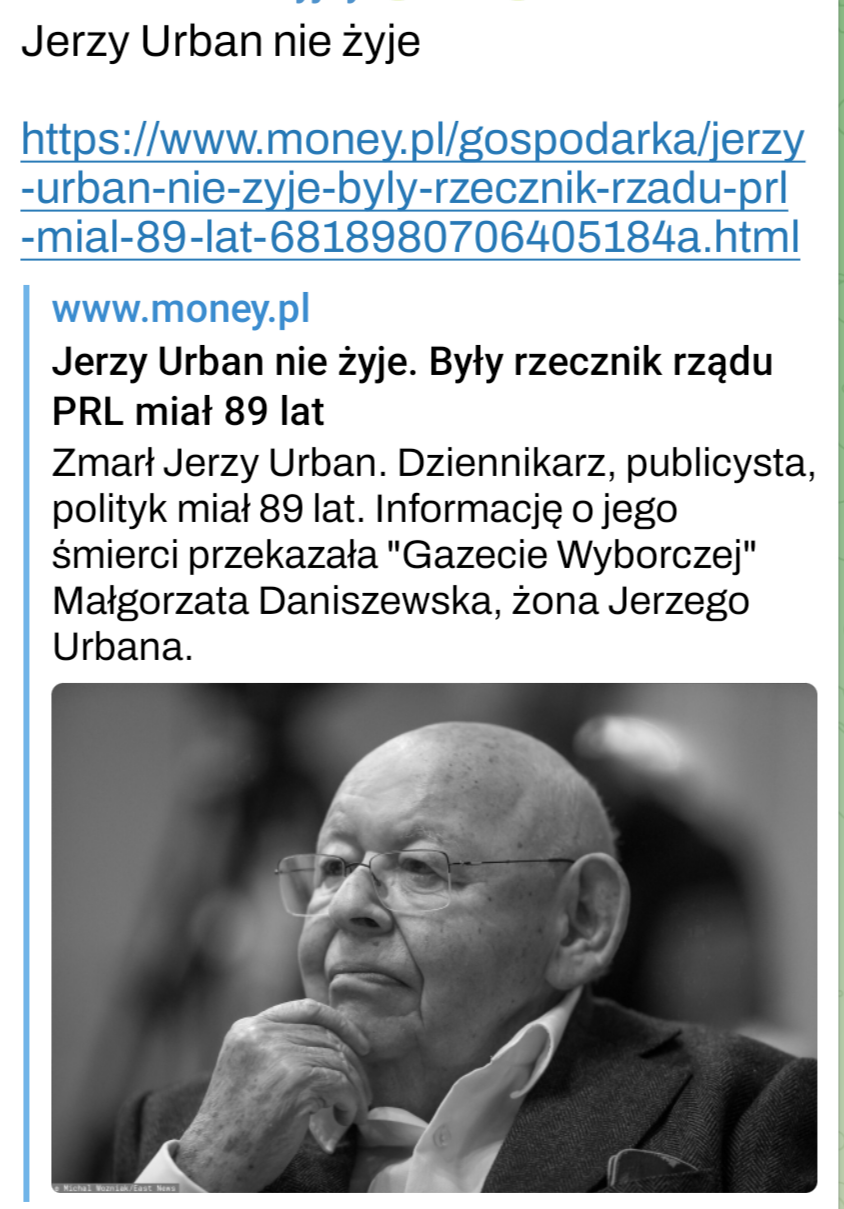 Jerzy Urban nie żyje
https://www.money.pl/gospodarka/jerzy
-urban-nie-zyje-byly-rzecznik-rzadu-prl
-mial-89-lat-6818980706405184a.html
www.money.pl
Jerzy Urban nie żyje. Były rzecznik rządu
PRL miał 89 lat
Zmarł Jerzy Urban. Dziennikarz, publicysta,
polityk miał 89 lat. Informację o jego
śmierci przekazała "Gazecie Wyborczej"
Małgorzata Daniszewska, żona Jerzego
Urbana.
Michal Wozniak/East News